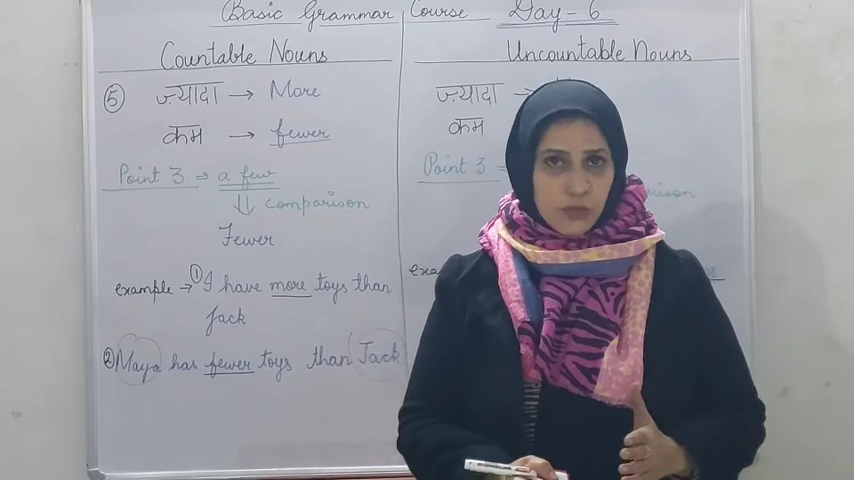 Basic Grammar Course Day - 6
Countable Nouns
⑤ ज़्यादा → More
कम → fewer
Point 3 → a few
⇓ comparison
Fewer
example → ① I have more toys than
Jack
② Maya has fewer toys than Jack
Uncountable Nouns
ज़्यादा →
कम
Point 3